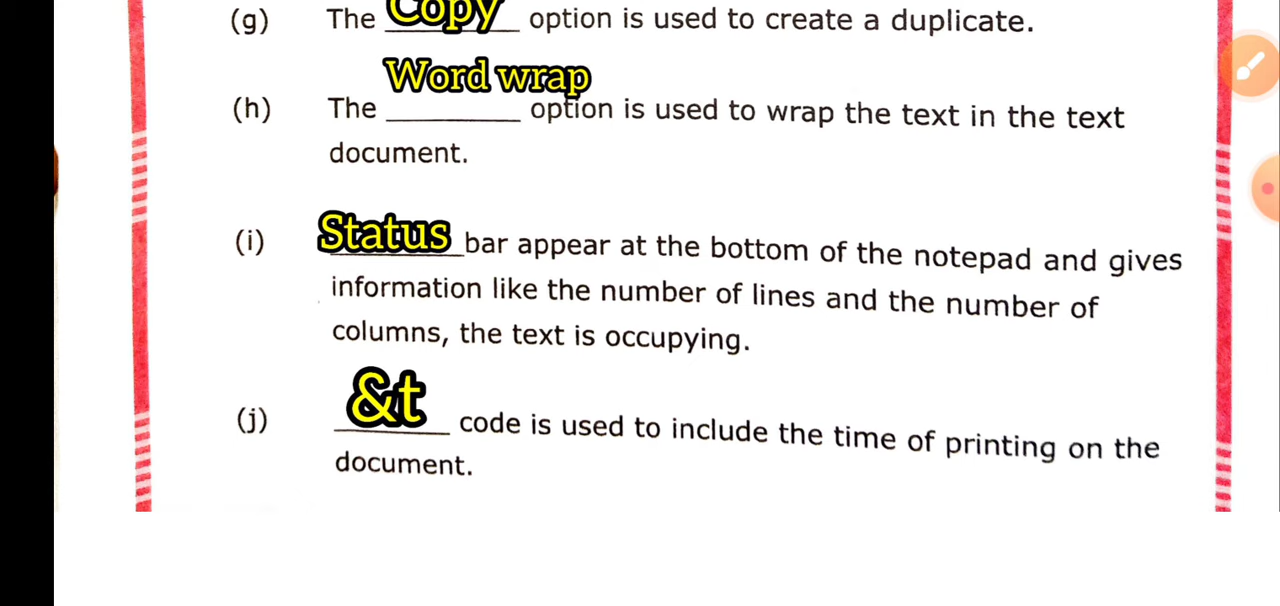 (g) The Copy option is used to create a duplicate.
Word wrap
(h) The _________ option is used to wrap the text in the text
document.
(i) Status bar appear at the bottom of the notepad and gives
information like the number of lines and the number of
columns, the text is occupying.
(j) &t code is used to include the time of printing on the
document.